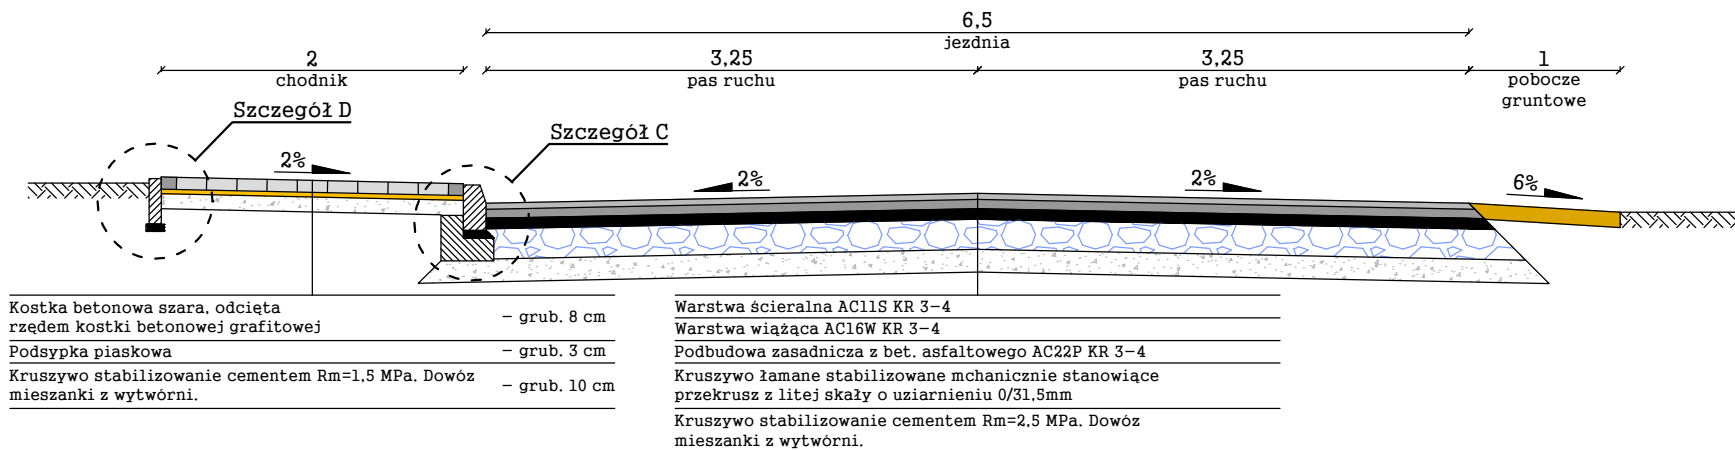 6,5
jezdnia
2
chodnik
3,25
pas ruchu
3,25
pas ruchu
1
pobocze
gruntowe
Szczegół D
Szczegół C
2%
2%
2%
6%
Kostka betonowa szara, odcięta
rzędem kostki betonowej grafitowej
– grub. 8 cm
Podsypka piaskowa
– grub. 3 cm
Kruszywo stabilizowanie cementem Rm=1,5 MPa. Dowóz
mieszanki z wytwórni.
– grub. 10 cm
Warstwa ścieralna AC11S KR 3-4
Warstwa wiążąca AC16W KR 3-4
Podbudowa zasadnicza z bet. asfaltowego AC22P KR 3-4
Kruszywo łamane stabilizowane mchanicznie stanowiące
przekrusz z litej skały o uziarnieniu 0/31,5mm
Kruszywo stabilizowanie cementem Rm=2,5 MPa. Dowóz
mieszanki z wytwórni.